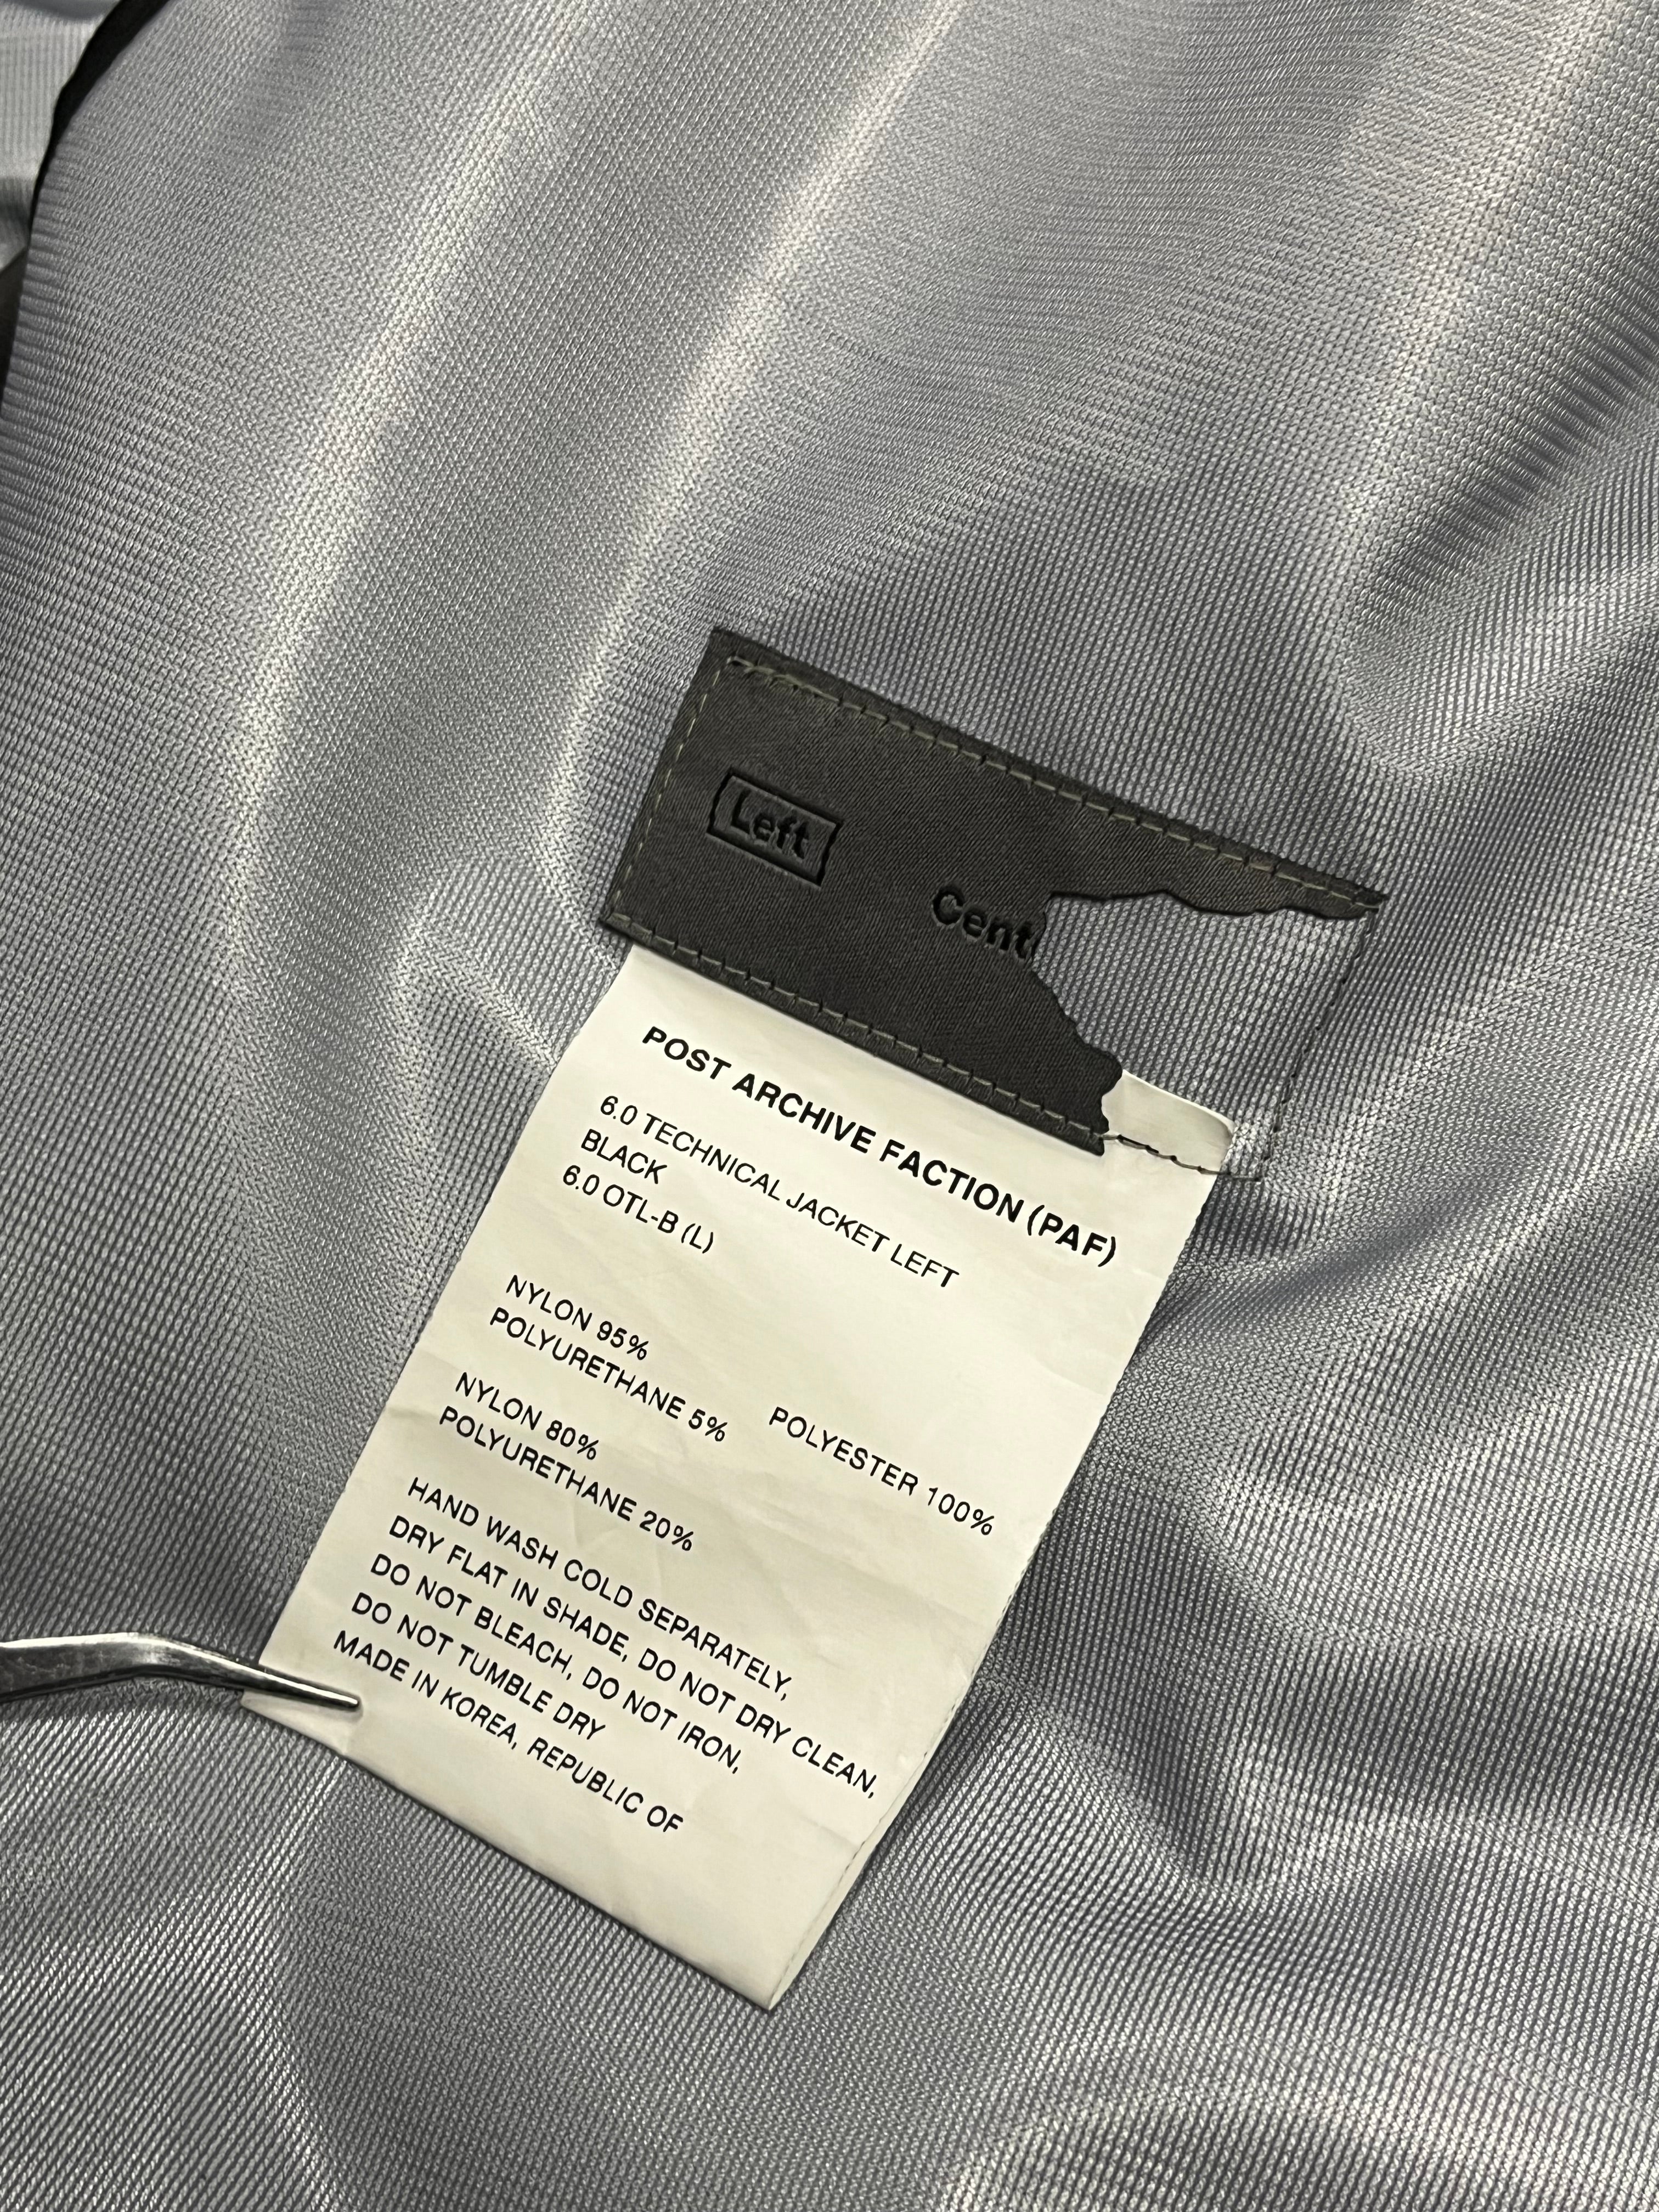 Left
Cent
POST ARCHIVE FACTION (PAF)
6.0 TECHNICAL JACKET LEFT
BLACK
6.0 OTL-B (L)
NYLON 95%
POLYURETHANE 5%
POLYESTER 100%
NYLON 80%
POLYURETHANE 20%
HAND WASH COLD SEPARATELY,
DRY FLAT IN SHADE, DO NOT DRY CLEAN,
DO NOT BLEACH, DO NOT IRON,
DO NOT TUMBLE DRY
MADE IN KOREA, REPUBLIC OF